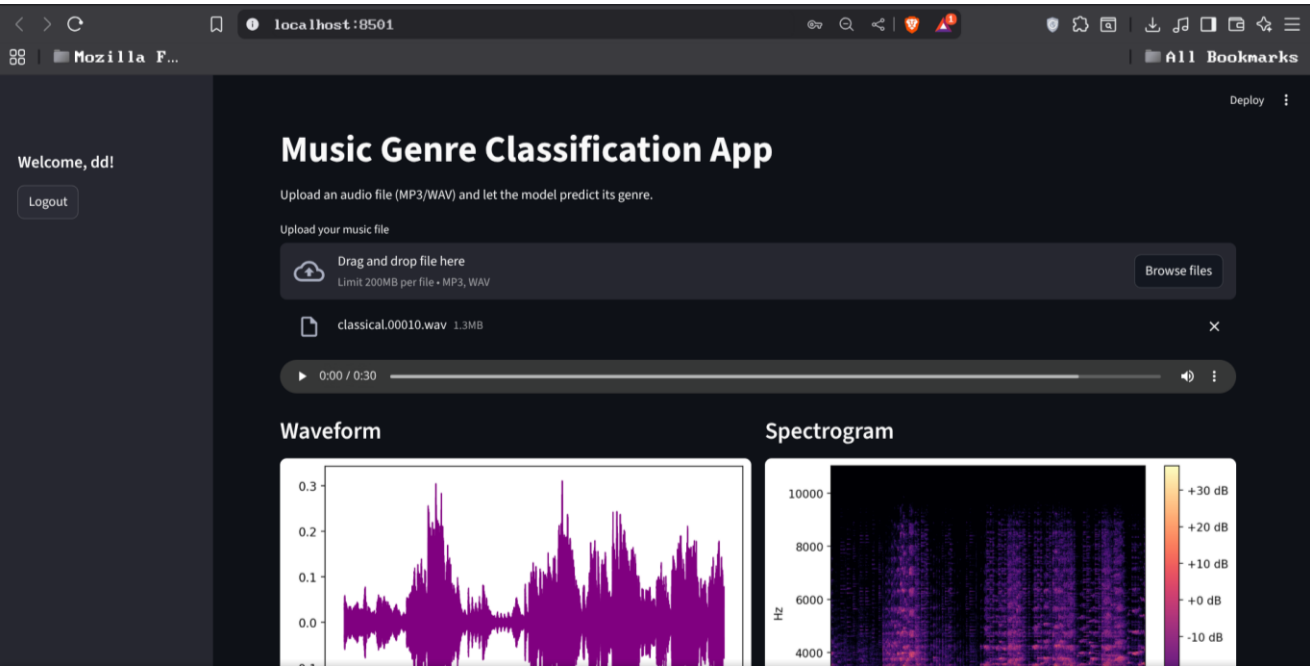 localhost:8501
1
Mozilla F...
All Bookmarks
Deploy
Welcome, dd!
Logout
Music Genre Classification App
Upload an audio file (MP3/WAV) and let the model predict its genre.
Upload your music file
Drag and drop file here
Limit 200MB per file • MP3, WAV
Browse files
classical.00010.wav 1.3MB
0:00 / 0:30
Waveform
0.3
0.2
0.1
0.0
Spectrogram
10000
8000
6000
4000
Hz
+30 dB
+20 dB
+10 dB
+0 dB
-10 dB